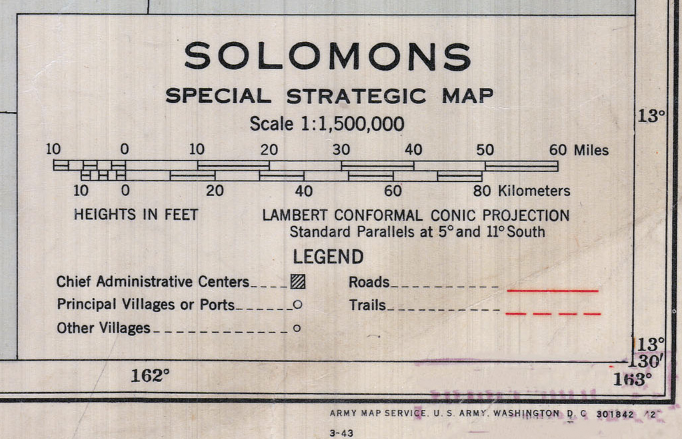 SOLOMONS
SPECIAL STRATEGIC MAP
Scale 1:1,500,000
10 0 10 20 30 40 50 60 Miles
10 0 20 40 60 80 Kilometers
HEIGHTS IN FEET
LAMBERT CONFORMAL CONIC PROJECTION
Standard Parallels at 5° and 11° South
LEGEND
Chief Administrative Centers
Principal Villages or Ports
Other Villages
Roads
Trails
13°
13°
30'
162°
163°
ARMY MAP SERVICE, U. S. ARMY, WASHINGTON, D. C. 301842
3-43